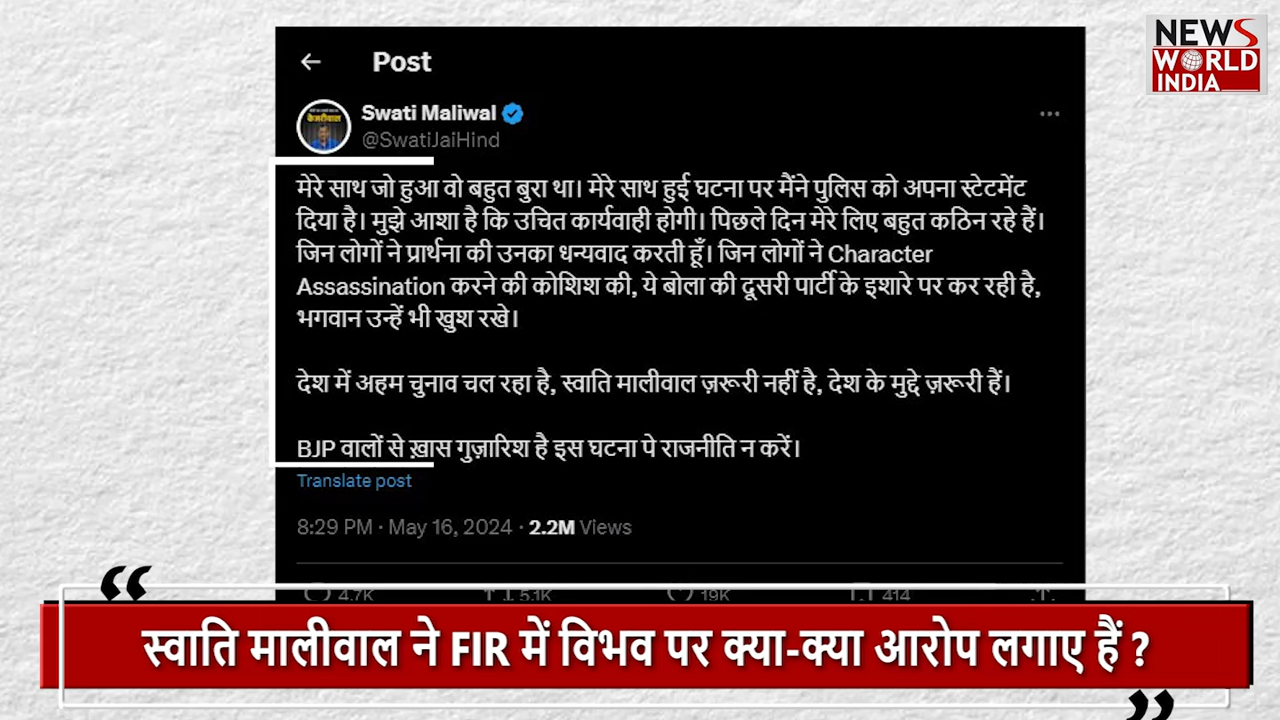 NEWS
WORLD
INDIA
Post
Swati Maliwal
@SwatiJaiHind
मेरे साथ जो हुआ वो बहुत बुरा था। मेरे साथ हुई घटना पर मैंने पुलिस को अपना स्टेटमेंट
दिया है। मुझे आशा है कि उचित कार्यवाही होगी। पिछले दिन मेरे लिए बहुत कठिन रहे हैं।
जिन लोगों ने प्रार्थना की उनका धन्यवाद करती हूँ। जिन लोगों ने Character
Assassination करने की कोशिश की, ये बोला की दूसरी पार्टी के इशारे पर कर रही है,
भगवान उन्हें भी खुश रखे।
देश में अहम चुनाव चल रहा है, स्वाति मालीवाल ज़रूरी नहीं है, देश के मुद्दे ज़रूरी हैं।
BJP वालों से ख़ास गुज़ारिश है इस घटना पे राजनीति न करें।
Translate post
8:29 PM · May 16, 2024 · 2.2M Views
4.7K 5.1K 19K 414
“
स्वाति मालीवाल ने FIR में विभव पर क्या-क्या आरोप लगाए हैं ?
”